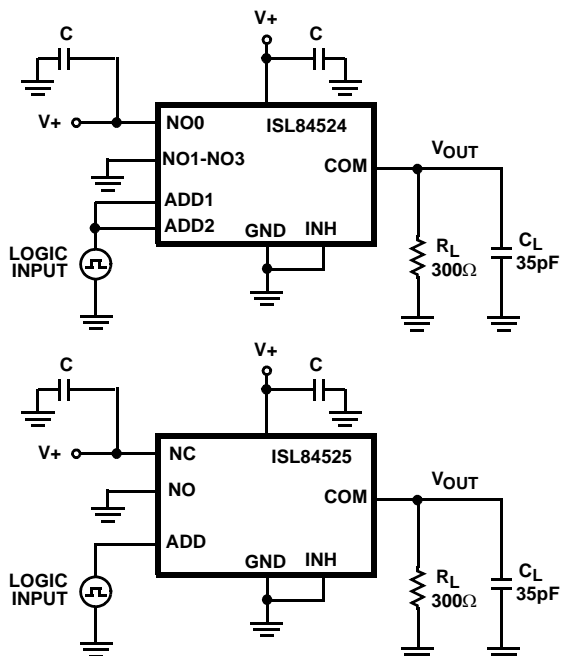 V+
C
C
V+
NO0
ISL84524
NO1-NO3
COM
VOUT
ADD1
ADD2
GND
INH
LOGIC
INPUT
RL
300Ω
CL
35pF
V+
C
C
V+
NC
ISL84525
NO
COM
VOUT
ADD
GND
INH
LOGIC
INPUT
RL
300Ω
CL
35pF